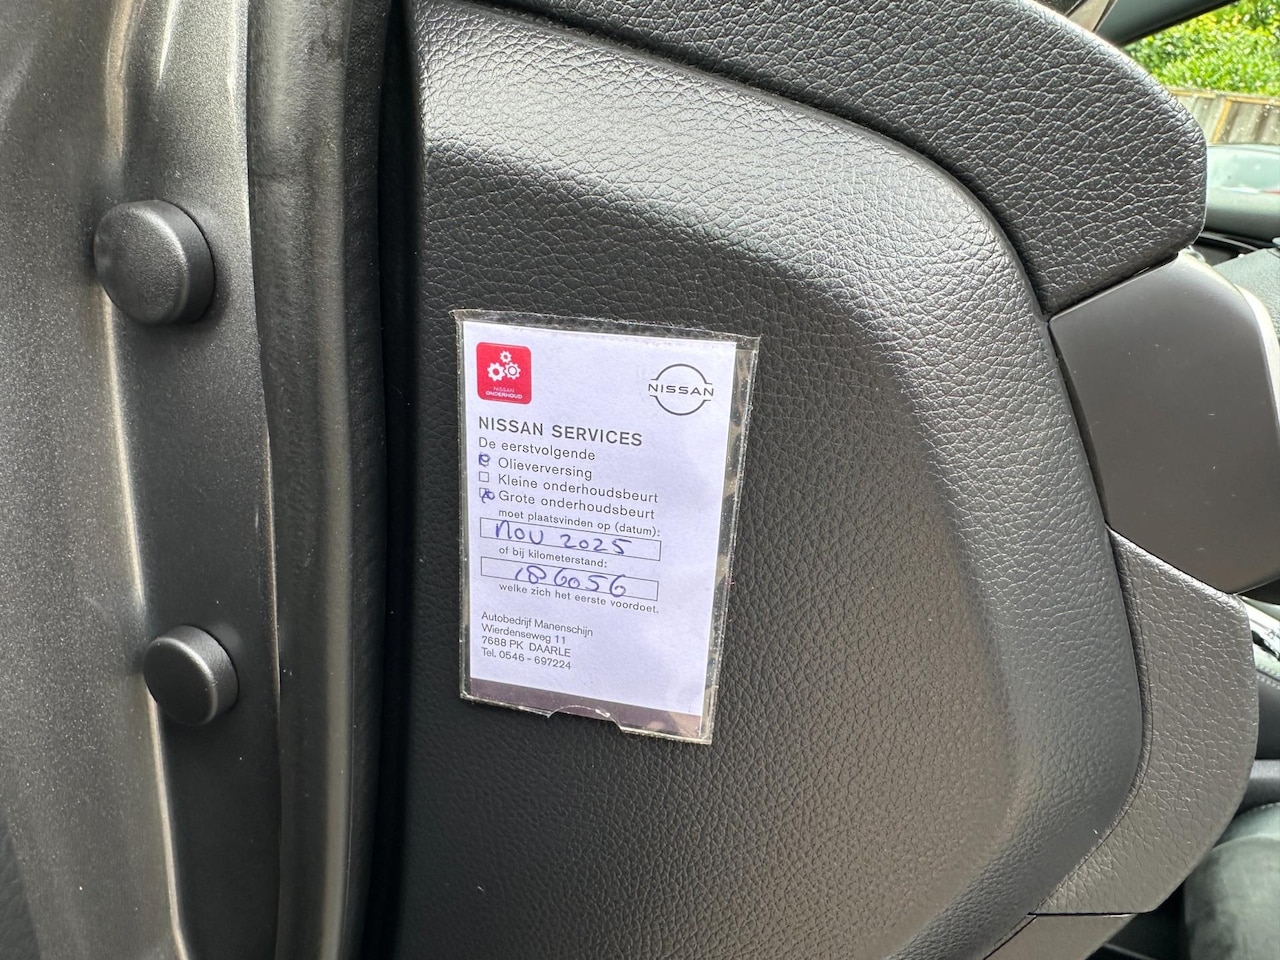 NISSAN
ONDERHOUD
NISSAN
NISSAN SERVICES
De eerstvolgende
Olieverversing
Kleine onderhoudsbeurt
Grote onderhoudsbeurt
moet plaatsvinden op (datum):
nou 2025
of bij kilometerstand:
186056
welke zich het eerste voordoet.
Autobedrijf Manenschijn
Wierdenseweg 11
7688 PK DAARLE
Tel. 0546 - 697224